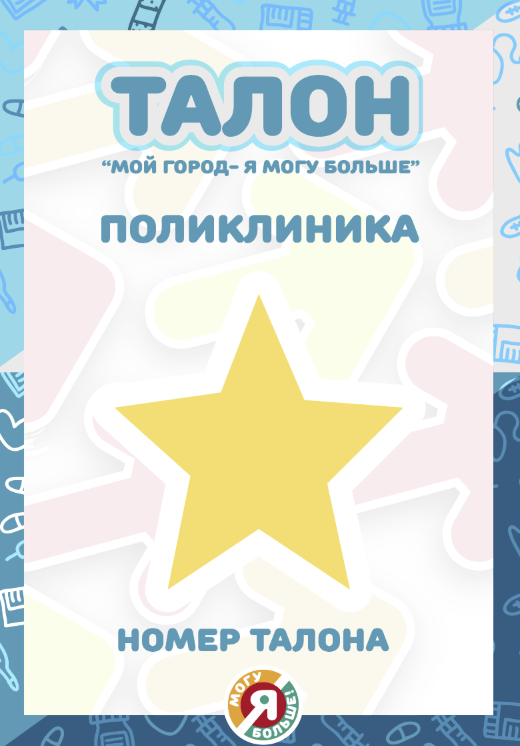 ТАЛОН
“МОЙ ГОРОД- Я МОГУ БОЛЬШЕ”
ПОЛИКЛИНИКА
НОМЕР ТАЛОНА
МОГУ
Я
БОЛЬШЕ!